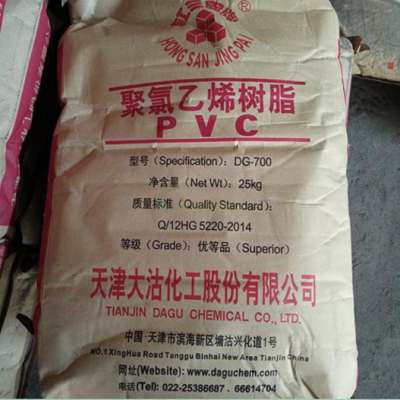 红三晶牌
HONG SAN JING PAI
聚氯乙烯树脂
PVC
型号（Specification）：DG-700
净含量（Net Wt）：25kg
质量标准（Quality Standard）：
Q/12HG 5220-2014
等级（Grade）：优等品（Superior）
天津大沽化工股份有限公司
TIANJIN DAGU CHEMICAL CO., LTD.
中国·天津市滨海新区塘沽兴化道1号
NO.1 XingHua Road Tanggu Binhai New Area TianJin China
网址(Website): www.daguchem.com
电话(Tel): 022-25386687 66614704